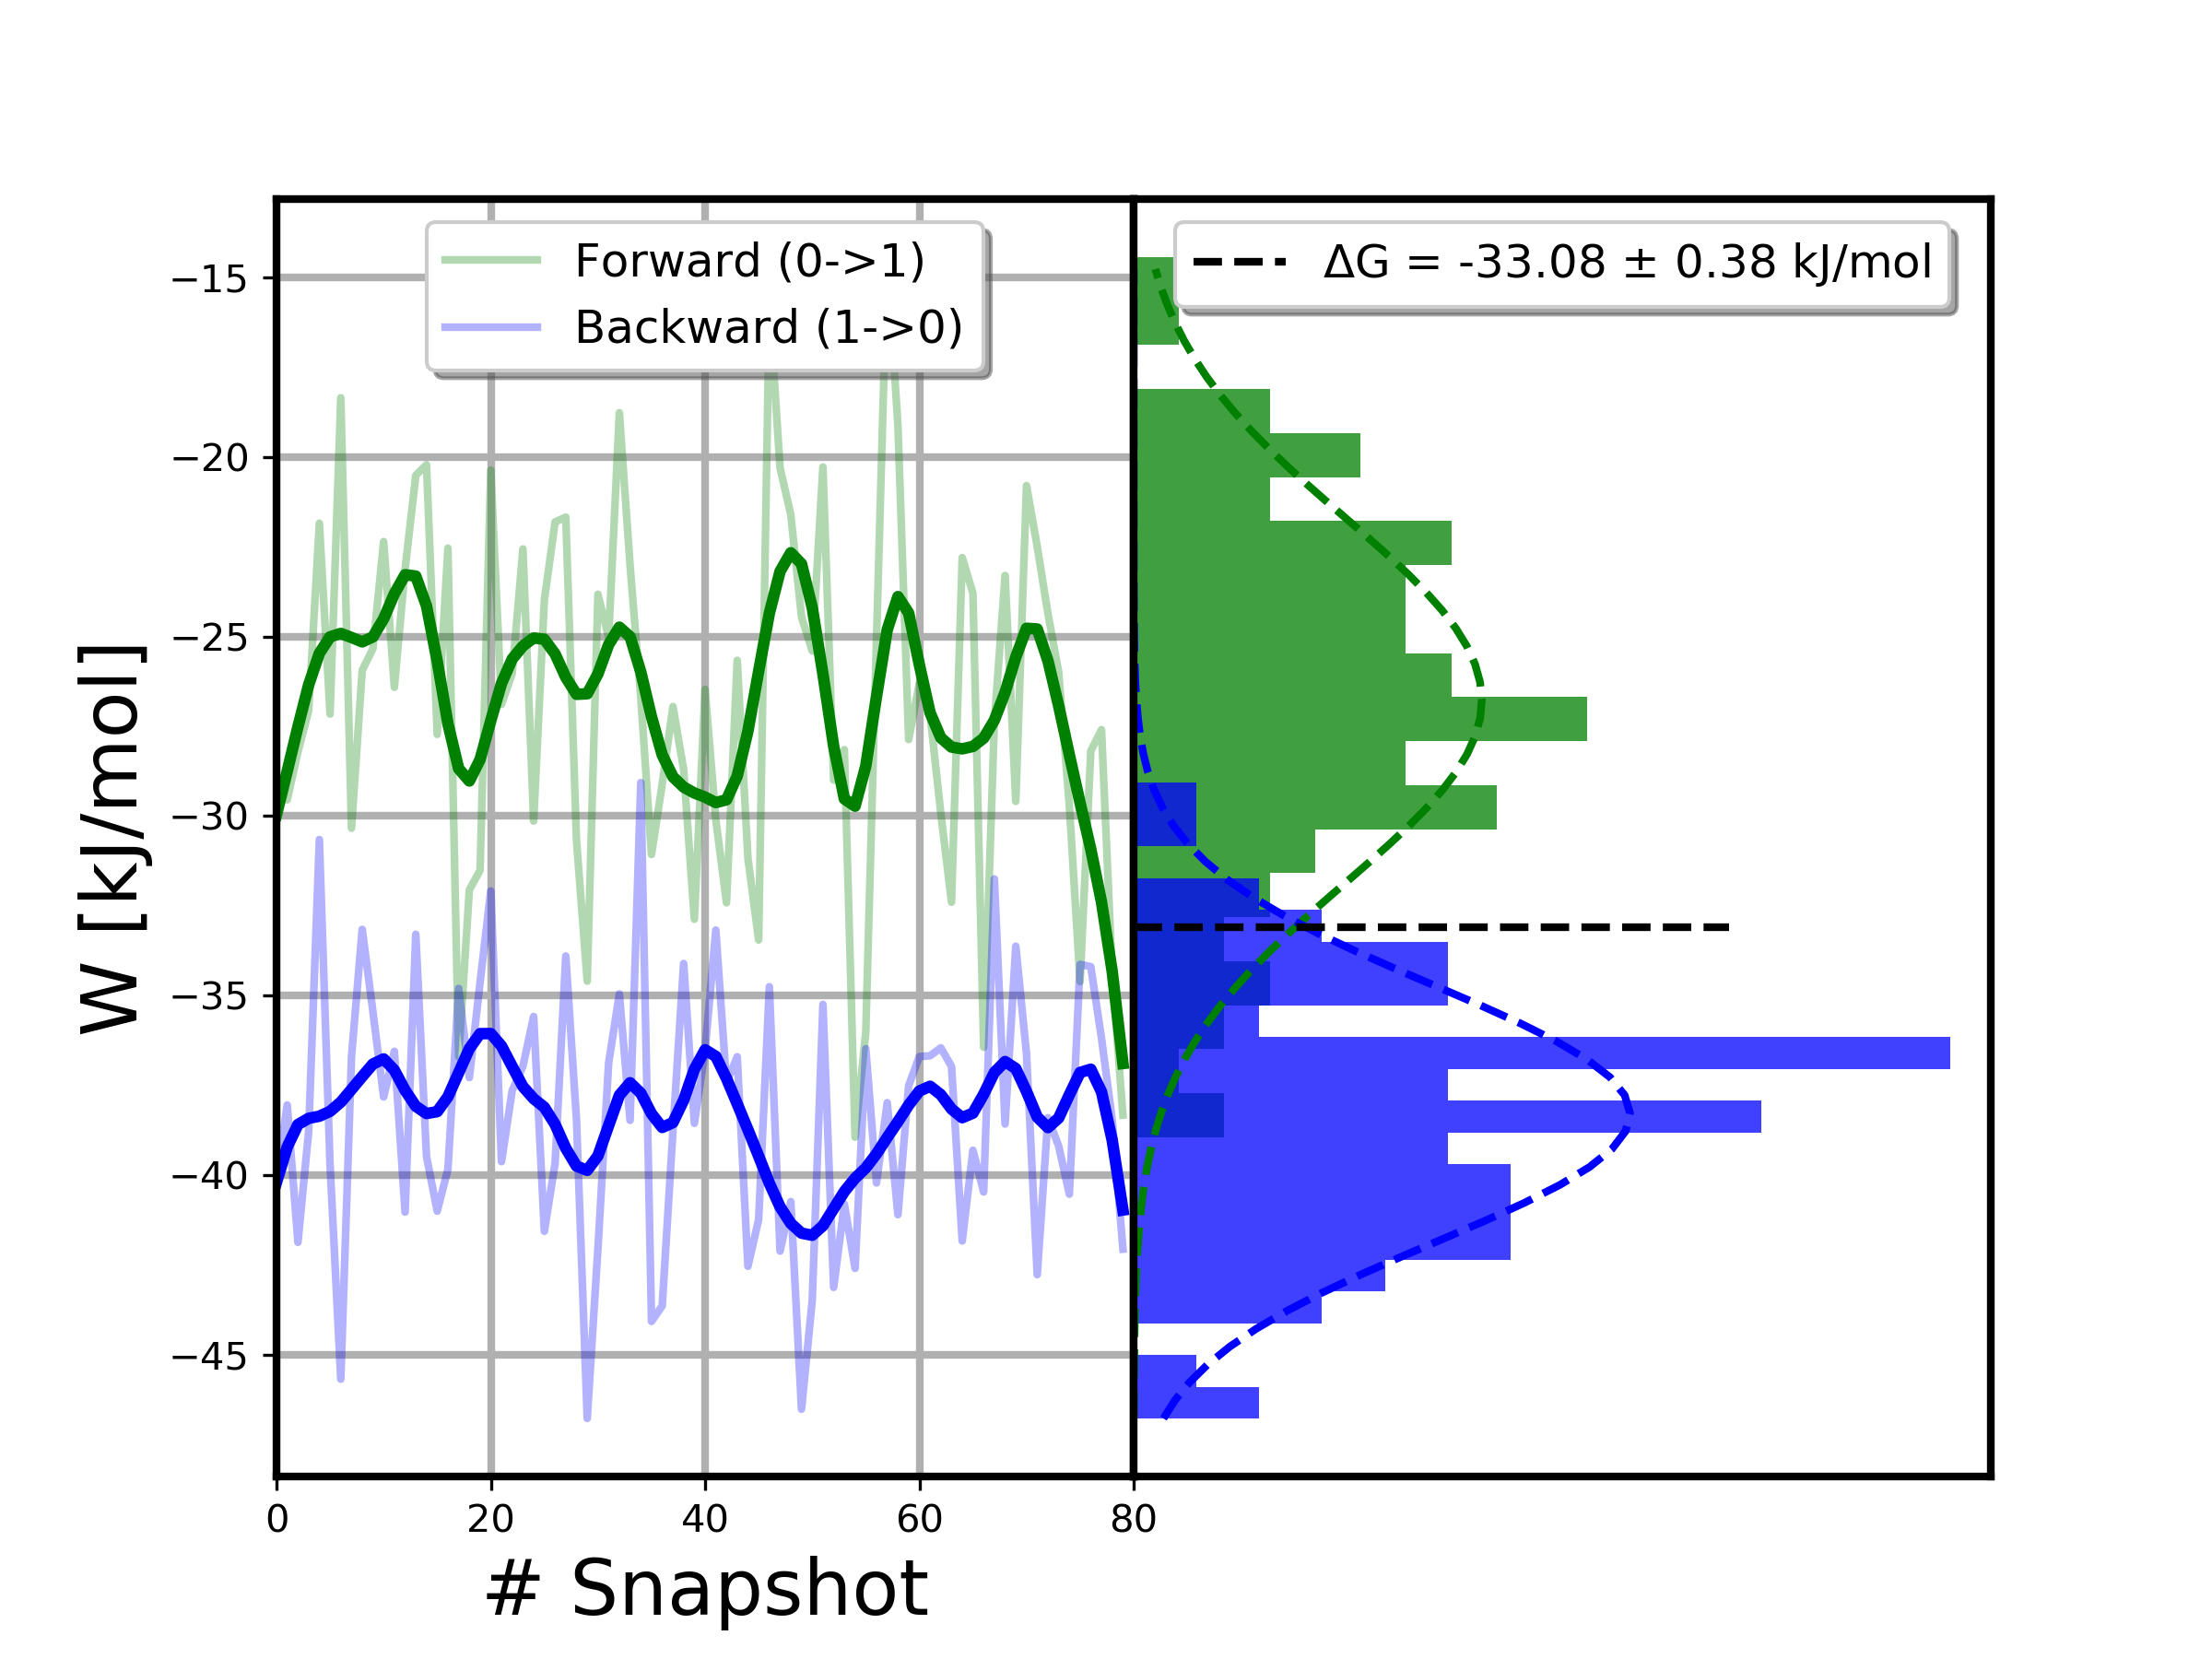 Forward (0->1)
Backward (1->0)
ΔG = -33.08 ± 0.38 kJ/mol
W [kJ/mol]
−15
−20
−25
−30
−35
−40
−45
0 20 40 60 80
# Snapshot